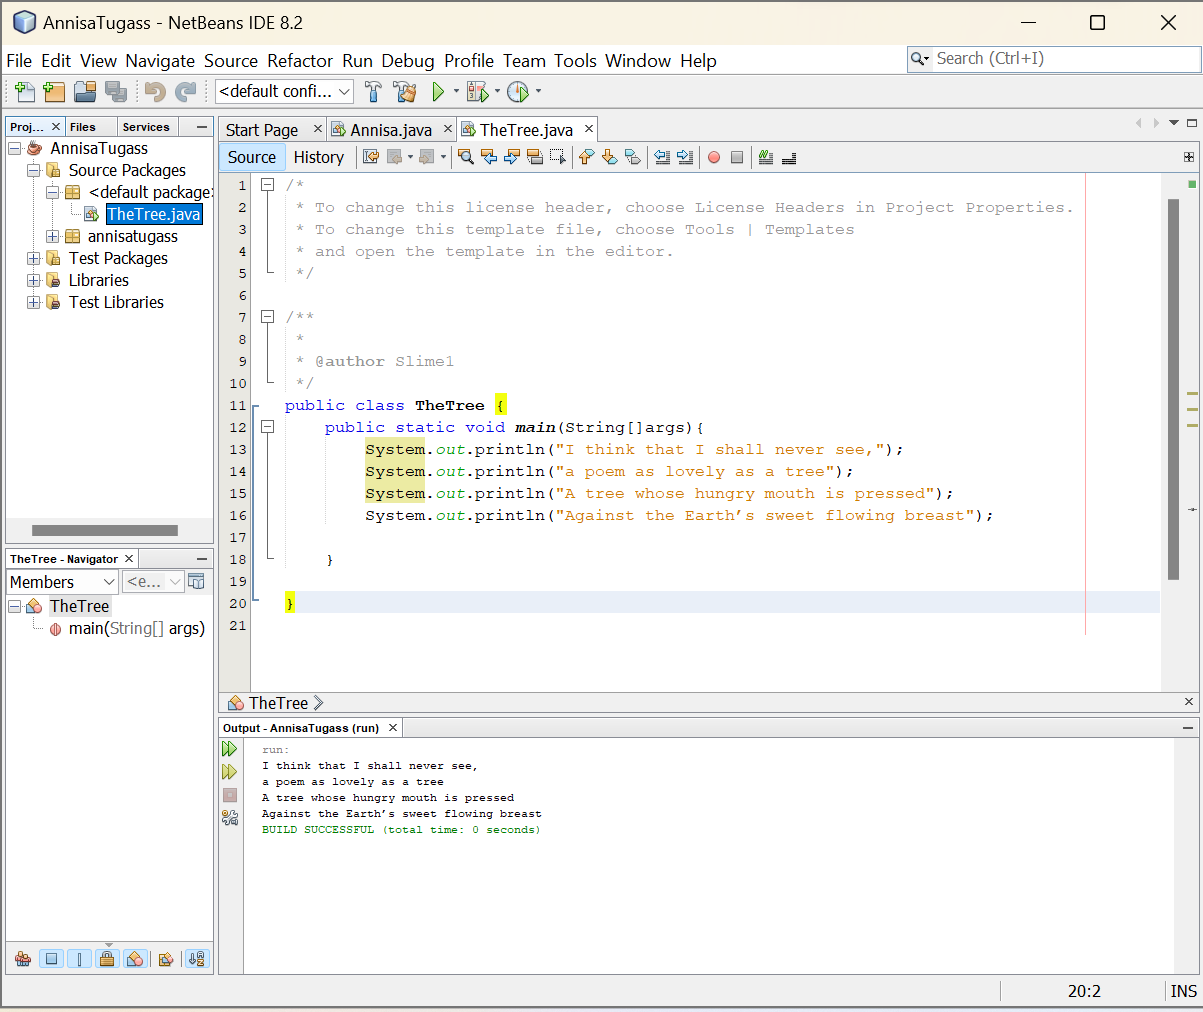 AnnisaTugass - NetBeans IDE 8.2
File Edit View Navigate Source Refactor Run Debug Profile Team Tools Window Help
Search (Ctrl+I)
<default confi...
Proj... Files Services
AnnisaTugass
Source Packages
<default package>
TheTree.java
annisatugass
Test Packages
Libraries
Test Libraries
Start Page Annisa.java TheTree.java
Source History
1 /*
2 * To change this license header, choose License Headers in Project Properties.
3 * To change this template file, choose Tools | Templates
4 * and open the template in the editor.
5 */
6
7 /**
8 *
9 * @author Slime1
10 */
11 public class TheTree {
12 public static void main(String[]args){
13 System.out.println("I think that I shall never see,");
14 System.out.println("a poem as lovely as a tree");
15 System.out.println("A tree whose hungry mouth is pressed");
16 System.out.println("Against the Earth’s sweet flowing breast");
17
18 }
19
20 }
21
TheTree
TheTree - Navigator
Members <e...
TheTree
main(String[] args)
Output - AnnisaTugass (run)
run:
I think that I shall never see,
a poem as lovely as a tree
A tree whose hungry mouth is pressed
Against the Earth’s sweet flowing breast
BUILD SUCCESSFUL (total time: 0 seconds)
20:2 INS